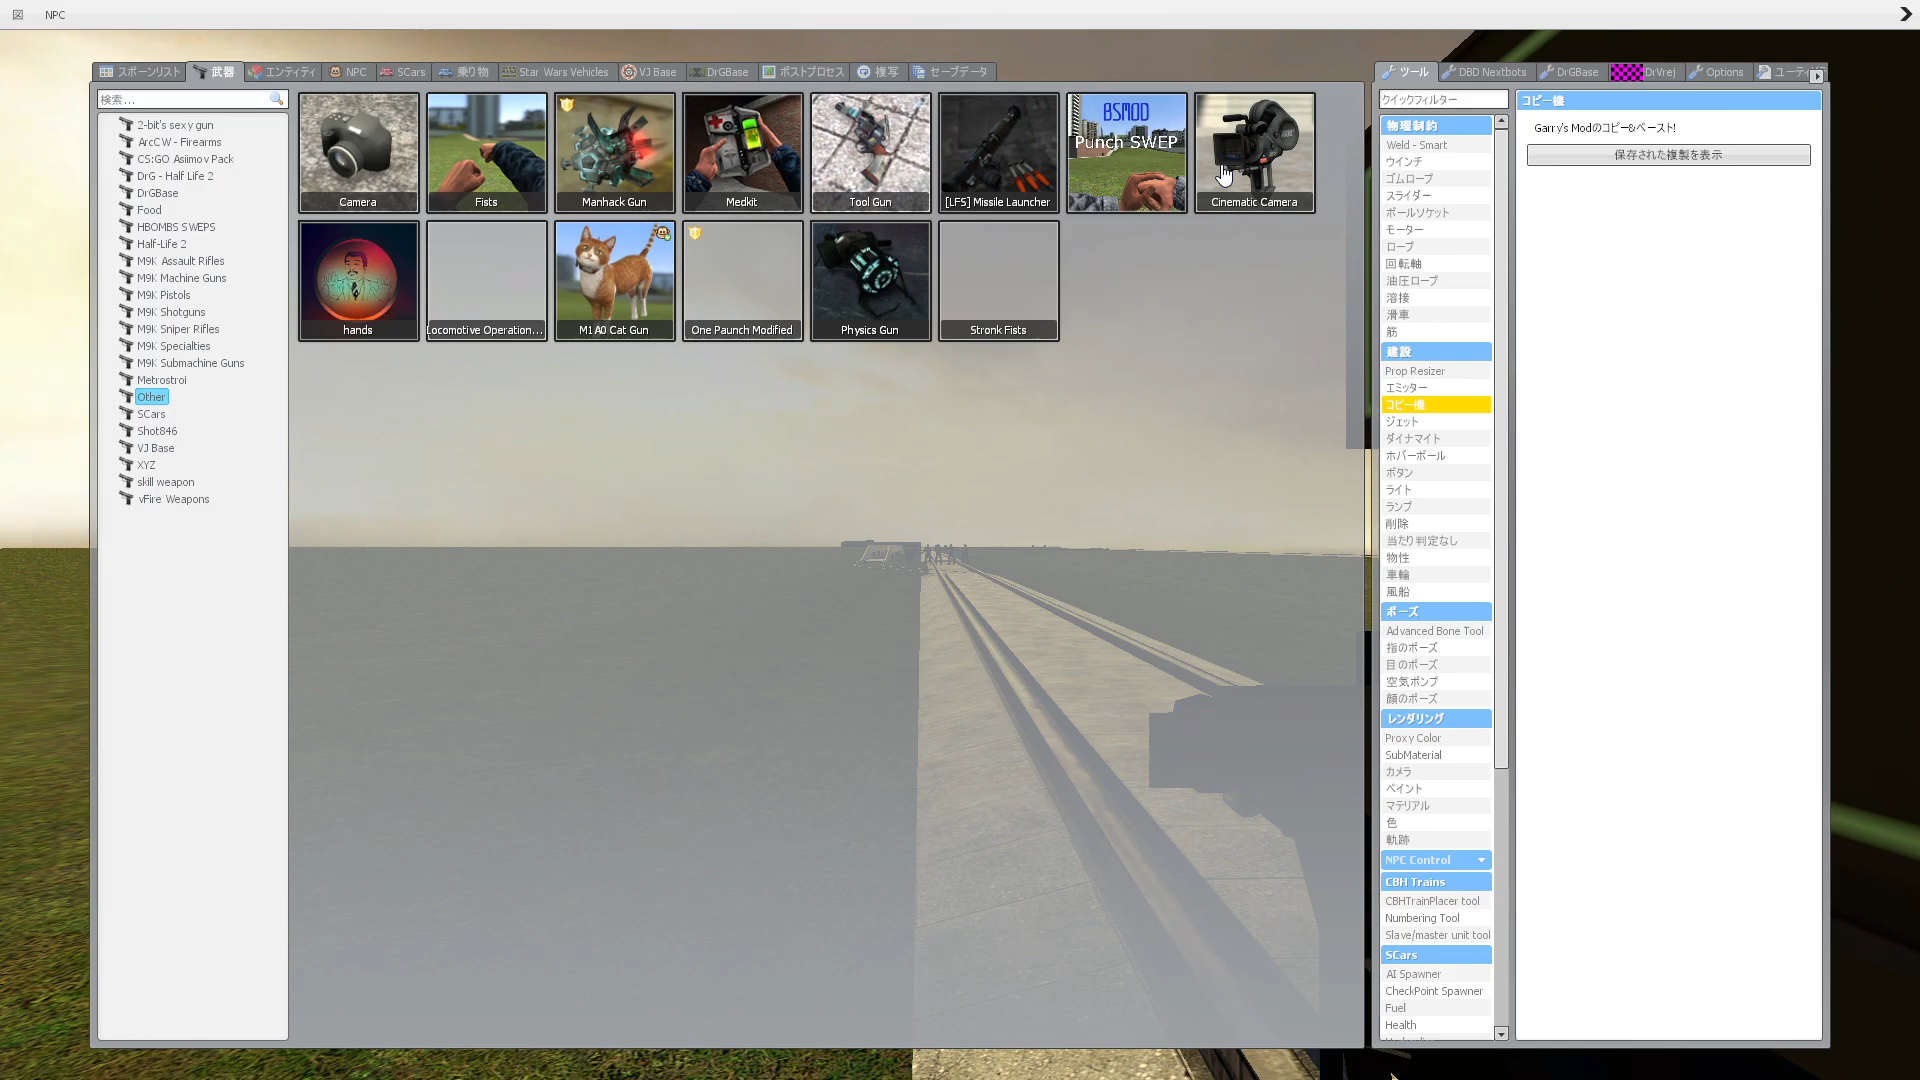 図 NPC
スポーンリスト 武器 エンティティ NPC SCars 乗り物 Star Wars Vehicles VJ Base DrGBase ポストプロセス 複写 セーブデータ
検索...
2-bit's sexy gun
ArcCW - Firearms
CS:GO Asiimov Pack
DrG - Half Life 2
DrGBase
Food
HBOMBS SWEPS
Half-Life 2
M9K Assault Rifles
M9K Machine Guns
M9K Pistols
M9K Shotguns
M9K Sniper Rifles
M9K Specialties
M9K Submachine Guns
Metrostroi
Other
SCars
Shot846
VJ Base
XYZ
skill weapon
vFire Weapons
BSMOD
Punch SWEP
Camera Fists Manhack Gun Medkit Tool Gun [LFS] Missile Launcher Cinematic Camera
hands Locomotive Operation... M1A0 Cat Gun One Paunch Modified Physics Gun Stronk Fists
ツール DBD Nextbots DrGBase DrVrej Options
クイックフィルター
物理制約
Weld - Smart
ウインチ
ゴムロープ
スライダー
ボールソケット
モーター
ロープ
回転軸
油圧ロープ
溶接
滑車
筋
建設
Prop Resizer
エミッター
コピー機
ジェット
ダイナマイト
ホバーボール
ボタン
ライト
ランプ
削除
当たり判定なし
物性
車輪
風船
ポーズ
Advanced Bone Tool
指のポーズ
目のポーズ
空気ポンプ
顔のポーズ
レンダリング
Proxy Color
SubMaterial
カメラ
ペイント
マテリアル
色
軌跡
NPC Control
CBH Trains
CBHTrainPlacer tool
Numbering Tool
Slave/master unit tool
SCars
AI Spawner
CheckPoint Spawner
Fuel
Health
コピー機
Garry's Modのコピー&ペースト!
保存された複製を表示